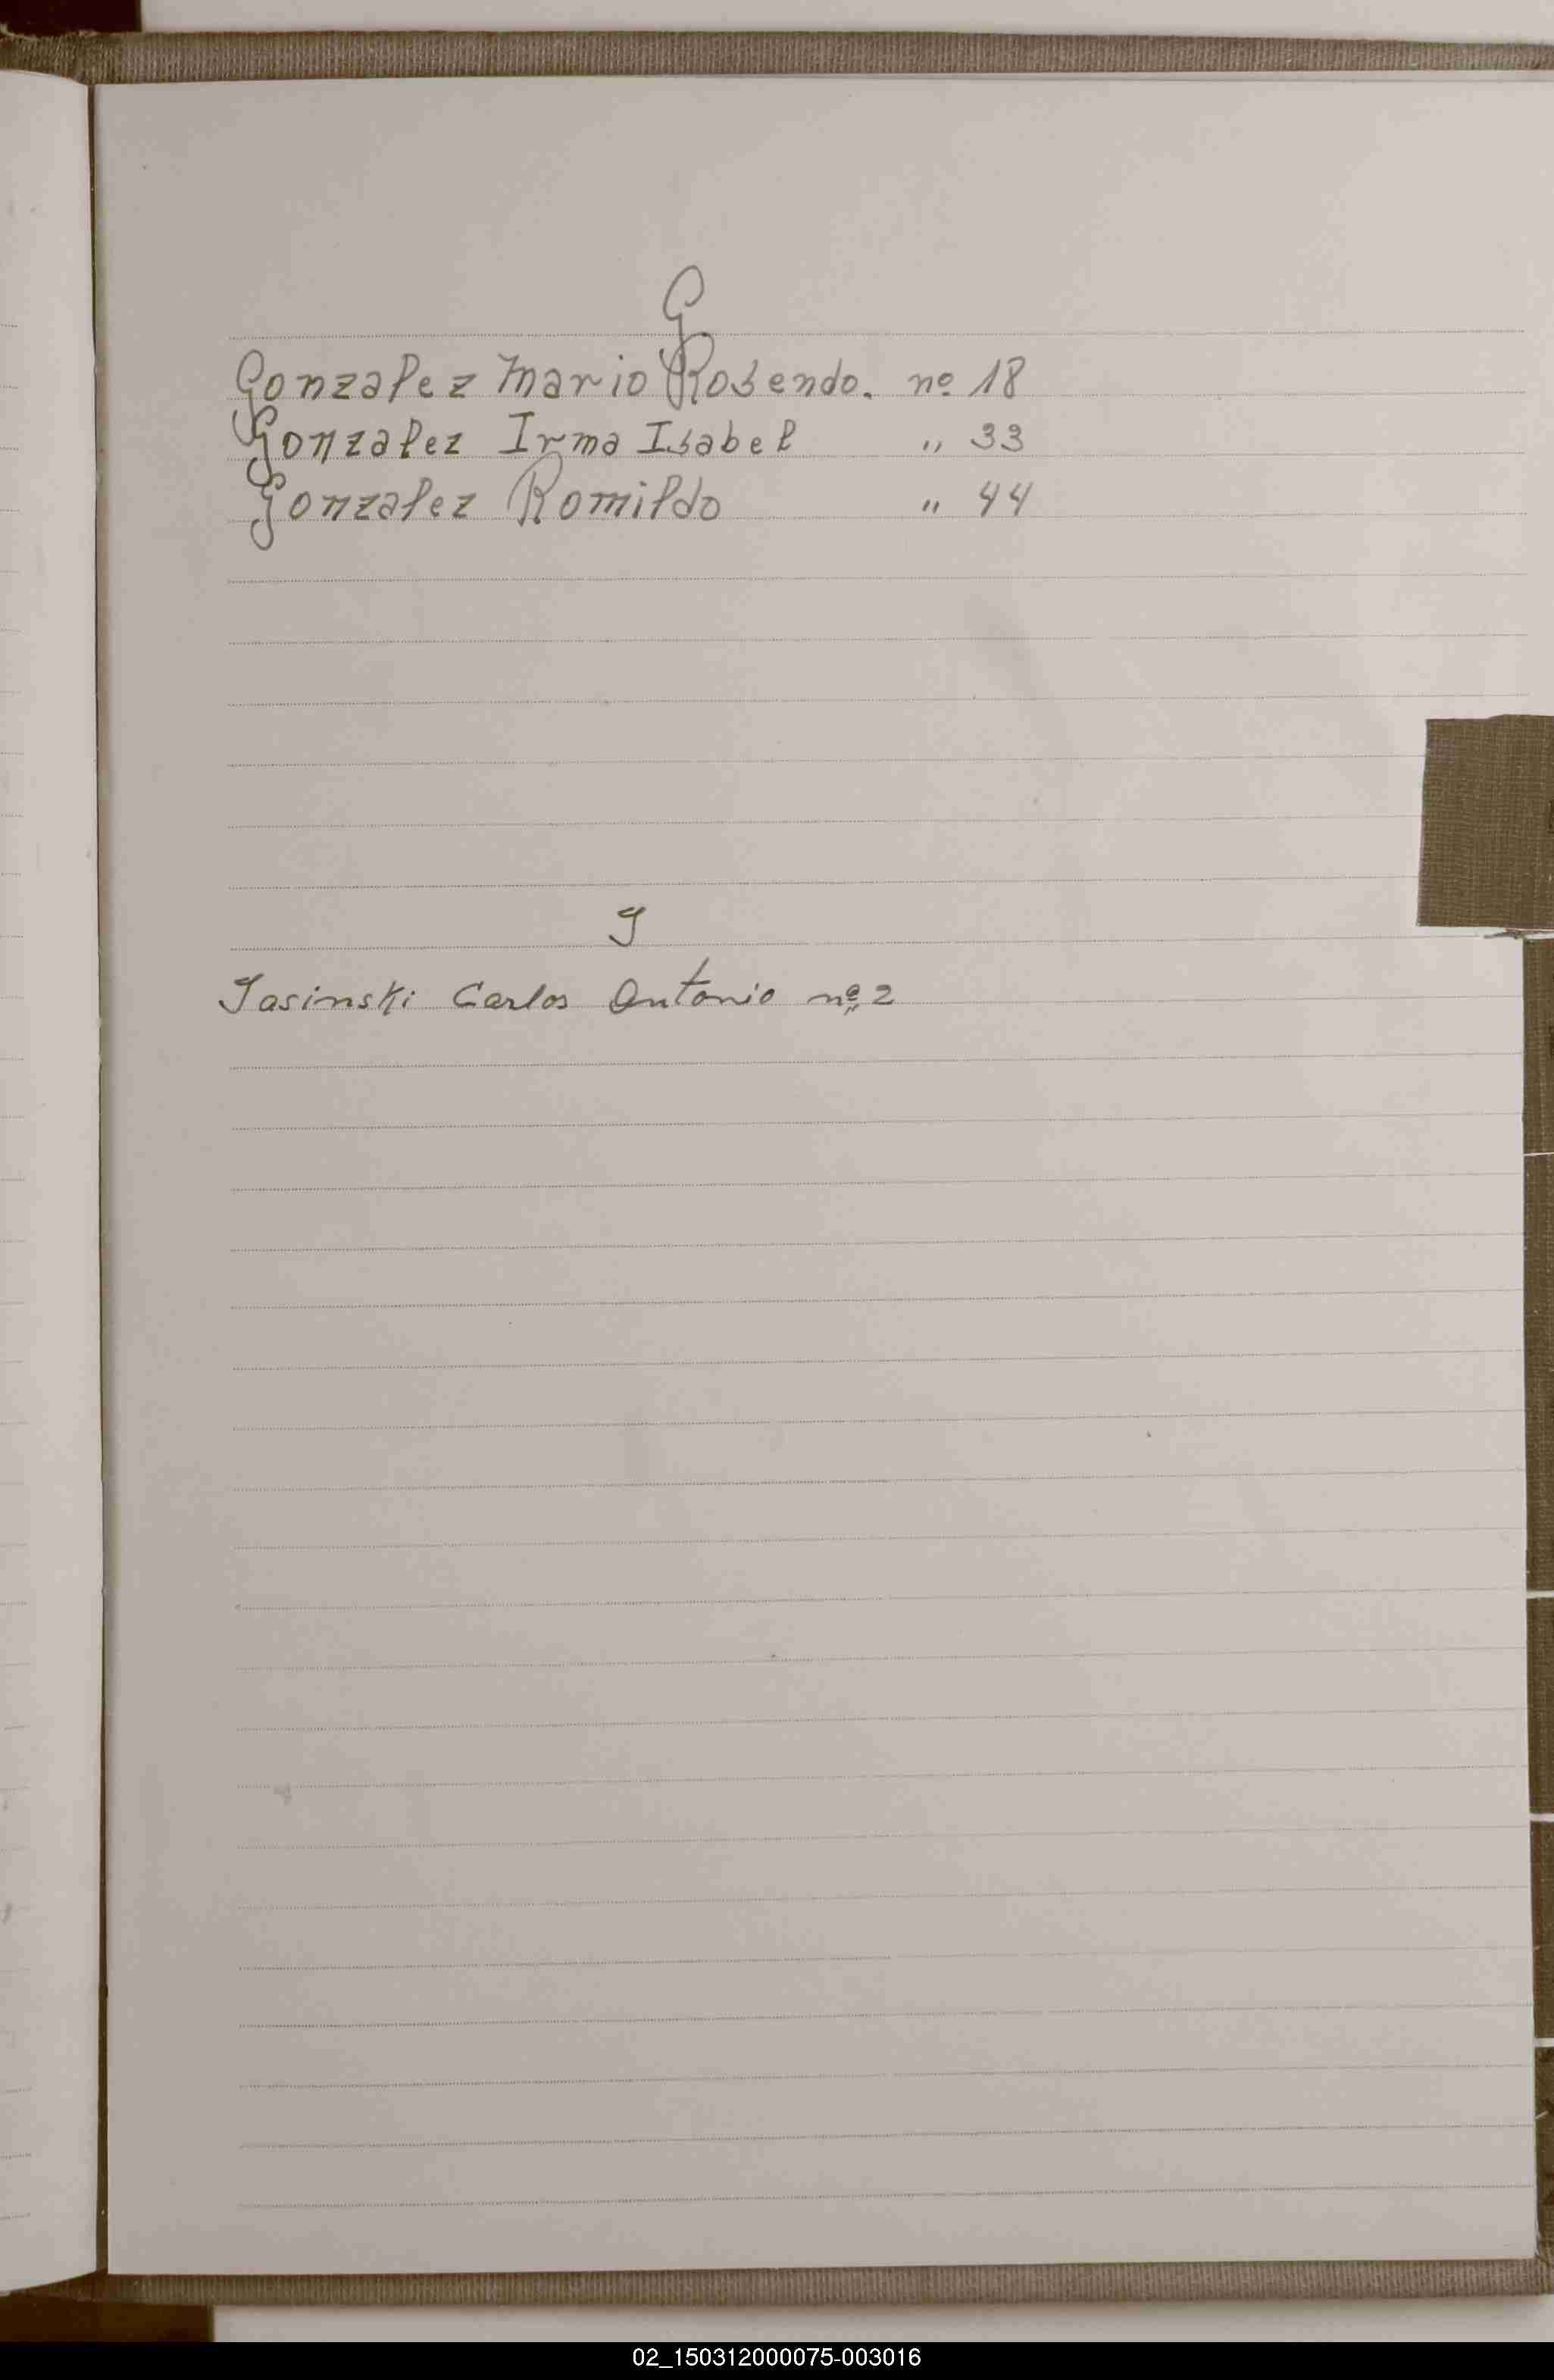 G
Gonzalez Mario Rosendo. nº 18
Gonzalez Irma Isabel " 33
Gonzalez Romildo " 44
J
Jasinski Carlos Antonio nº 2
02_150312000075-003016